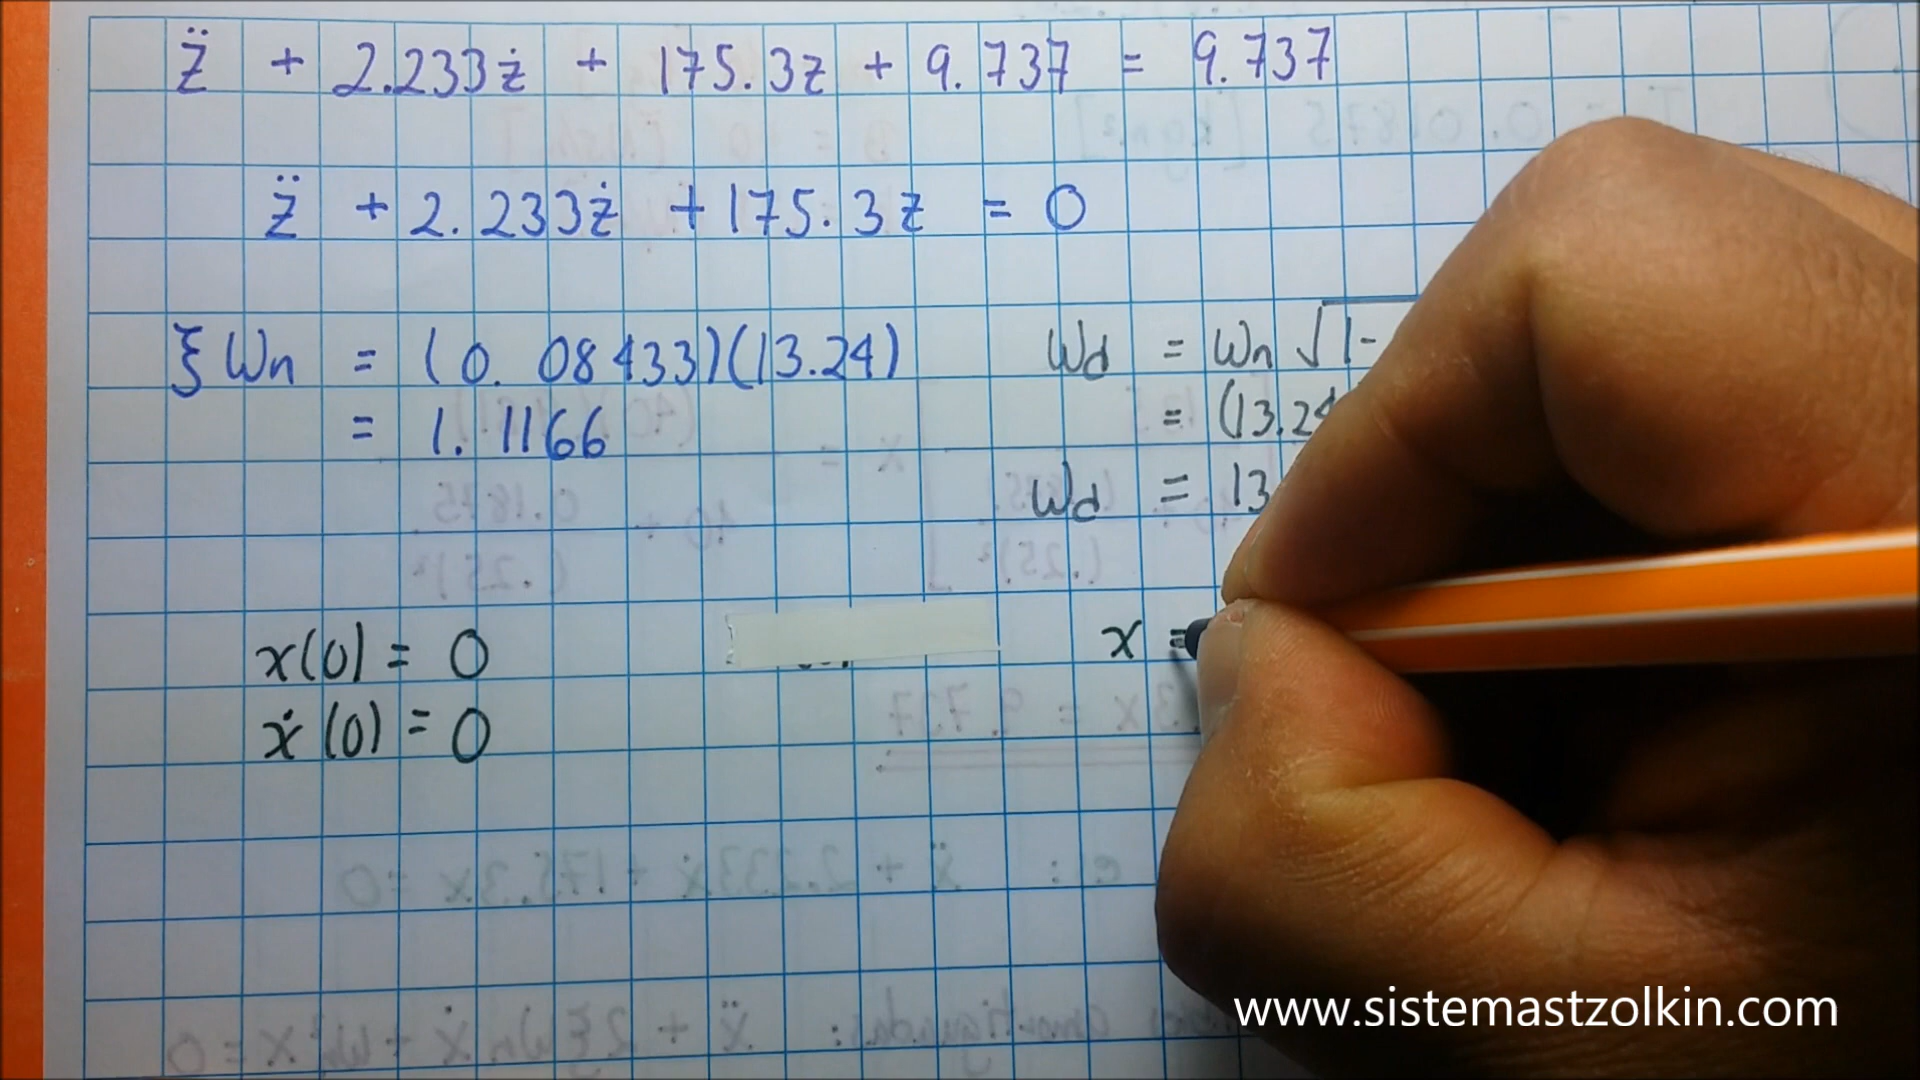 z̈ + 2.233ż + 175.3z + 9.737 = 9.737
z̈ + 2.233ż + 175.3z = 0
ξWn = (0.08433)(13.24)
= 1.1166
Wd = Wn √1-
= (13.24
Wd = 13
x(0) = 0
ẋ(0) = 0
x =
www.sistemastzolkin.com